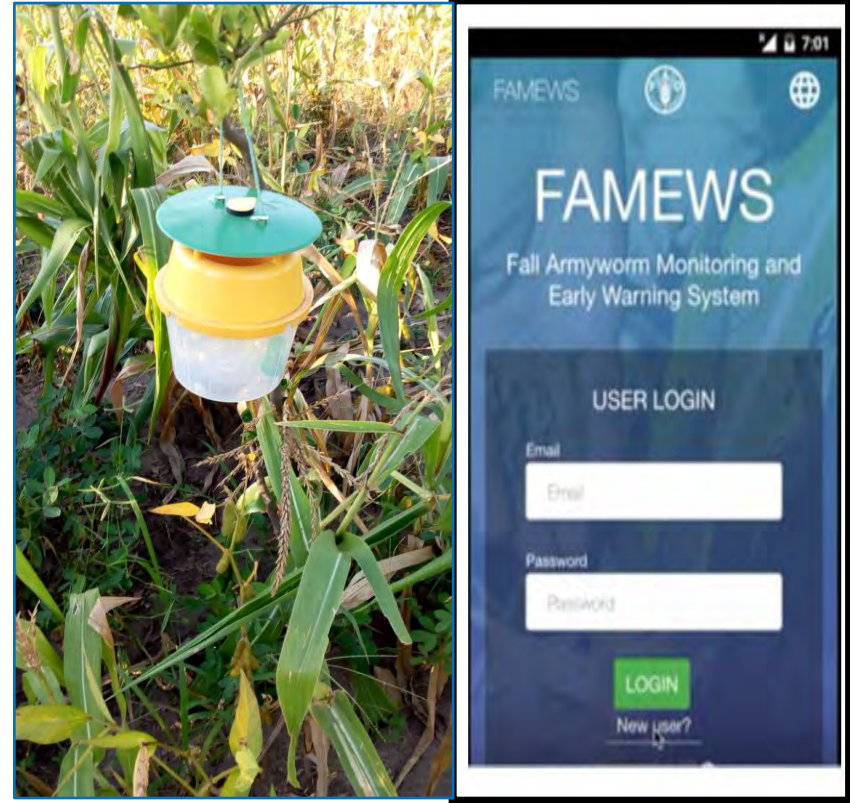 7:01
FAMEWS
FAMEWS
Fall Armyworm Monitoring and
Early Warning System
USER LOGIN
Email
Email
Password
Password
LOGIN
New user?